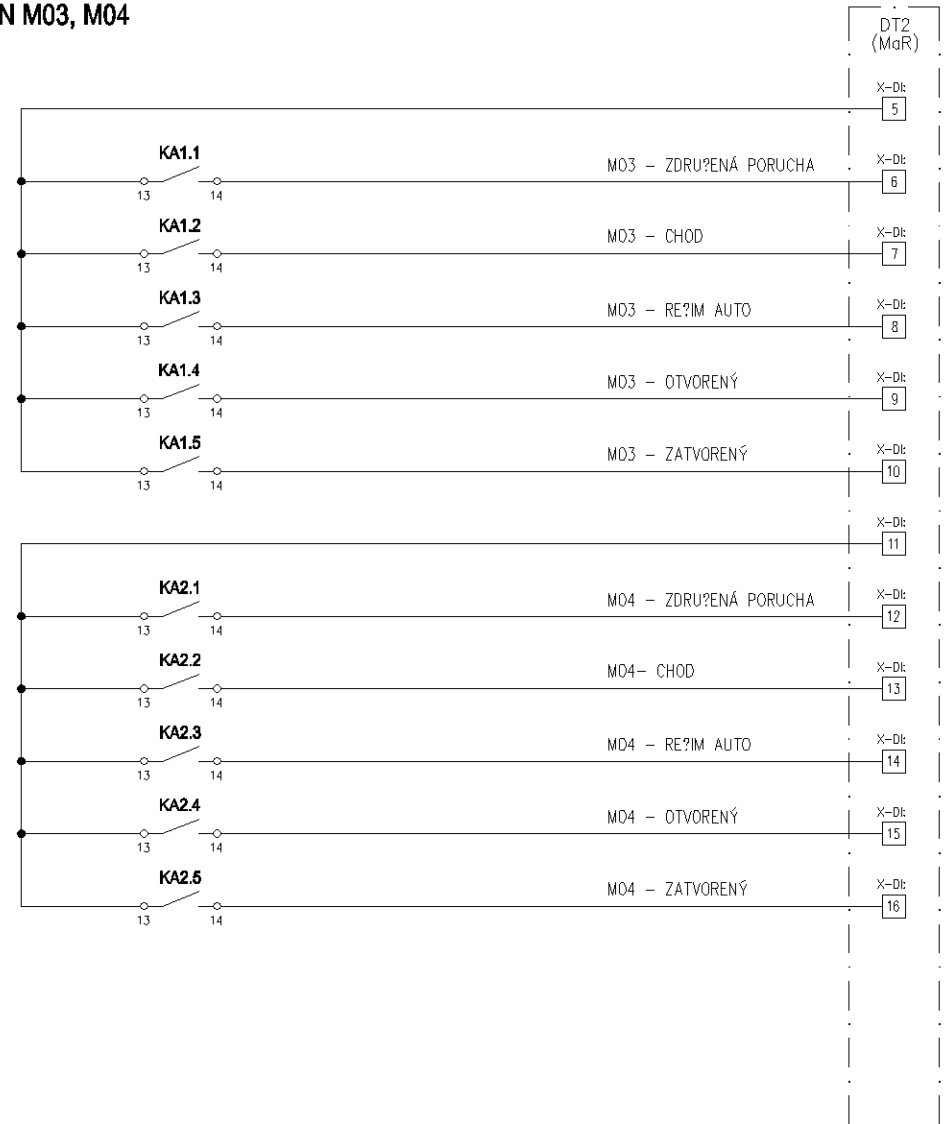 N M03, M04
DT2
(MaR)
X-DI:
5
KA1.1
M03 - ZDRU?ENÁ PORUCHA
X-DI:
6
13
14
KA1.2
M03 - CHOD
X-DI:
7
13
14
KA1.3
M03 - RE?IM AUTO
X-DI:
8
13
14
KA1.4
M03 - OTVORENÝ
X-DI:
9
13
14
KA1.5
M03 - ZATVORENÝ
X-DI:
10
13
14
X-DI:
11
KA2.1
M04 - ZDRU?ENÁ PORUCHA
X-DI:
12
13
14
KA2.2
M04- CHOD
X-DI:
13
13
14
KA2.3
M04 - RE?IM AUTO
X-DI:
14
13
14
KA2.4
M04 - OTVORENÝ
X-DI:
15
13
14
KA2.5
M04 - ZATVORENÝ
X-DI:
16
13
14